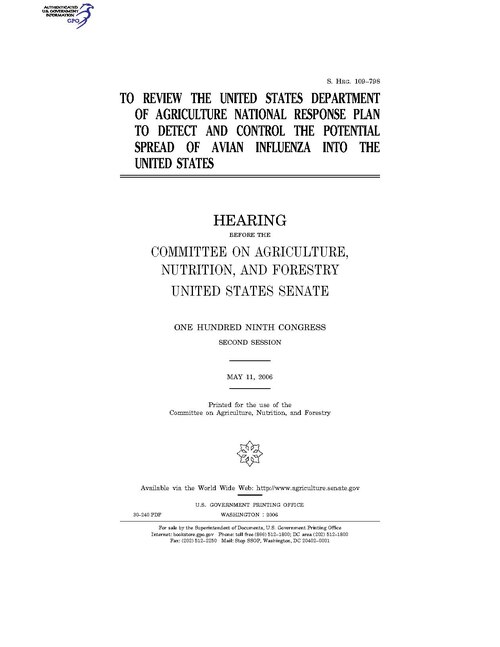 AUTHENTICATED
U.S. GOVERNMENT
INFORMATION
GPO
S. HRG. 109–798
TO REVIEW THE UNITED STATES DEPARTMENT
OF AGRICULTURE NATIONAL RESPONSE PLAN
TO DETECT AND CONTROL THE POTENTIAL
SPREAD OF AVIAN INFLUENZA INTO THE
UNITED STATES
HEARING
BEFORE THE
COMMITTEE ON AGRICULTURE,
NUTRITION, AND FORESTRY
UNITED STATES SENATE
ONE HUNDRED NINTH CONGRESS
SECOND SESSION
MAY 11, 2006
Printed for the use of the
Committee on Agriculture, Nutrition, and Forestry
Available via the World Wide Web: http://www.agriculture.senate.gov
U.S. GOVERNMENT PRINTING OFFICE
30–240 PDF WASHINGTON : 2006
For sale by the Superintendent of Documents, U.S. Government Printing Office
Internet: bookstore.gpo.gov Phone: toll free (866) 512–1800; DC area (202) 512–1800
Fax: (202) 512–2250 Mail: Stop SSOP, Washington, DC 20402–0001